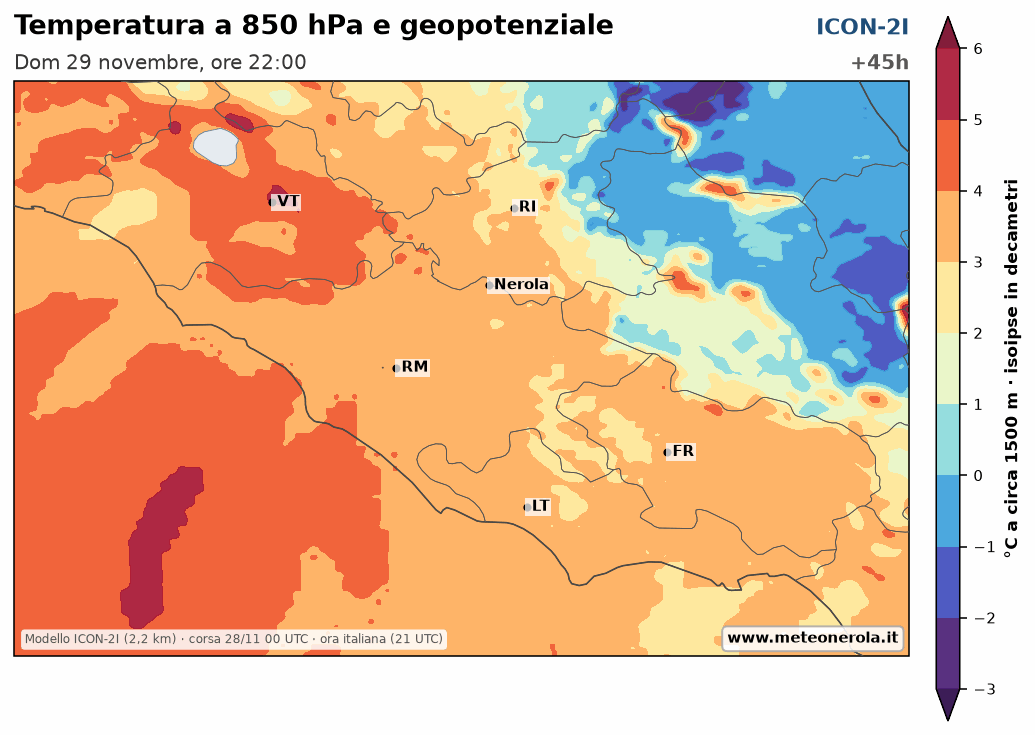 Temperatura a 850 hPa e geopotenziale
ICON-2I
Dom 29 novembre, ore 22:00
+45h
VT
RI
Nerola
RM
FR
LT
Modello ICON-2I (2,2 km) · corsa 28/11 00 UTC · ora italiana (21 UTC)
www.meteonerola.it
6
5
4
3
2
1
0
−1
−2
−3
°C a circa 1500 m · isoipse in decametri